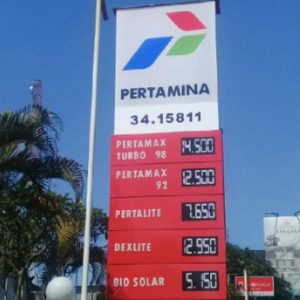 PERTAMINA
34.15811
PERTAMAX
TURBO 98 14.500
PERTAMAX
92 12.500
PERTALITE 7.650
DEXLITE 12.950
BIO SOLAR 5.150